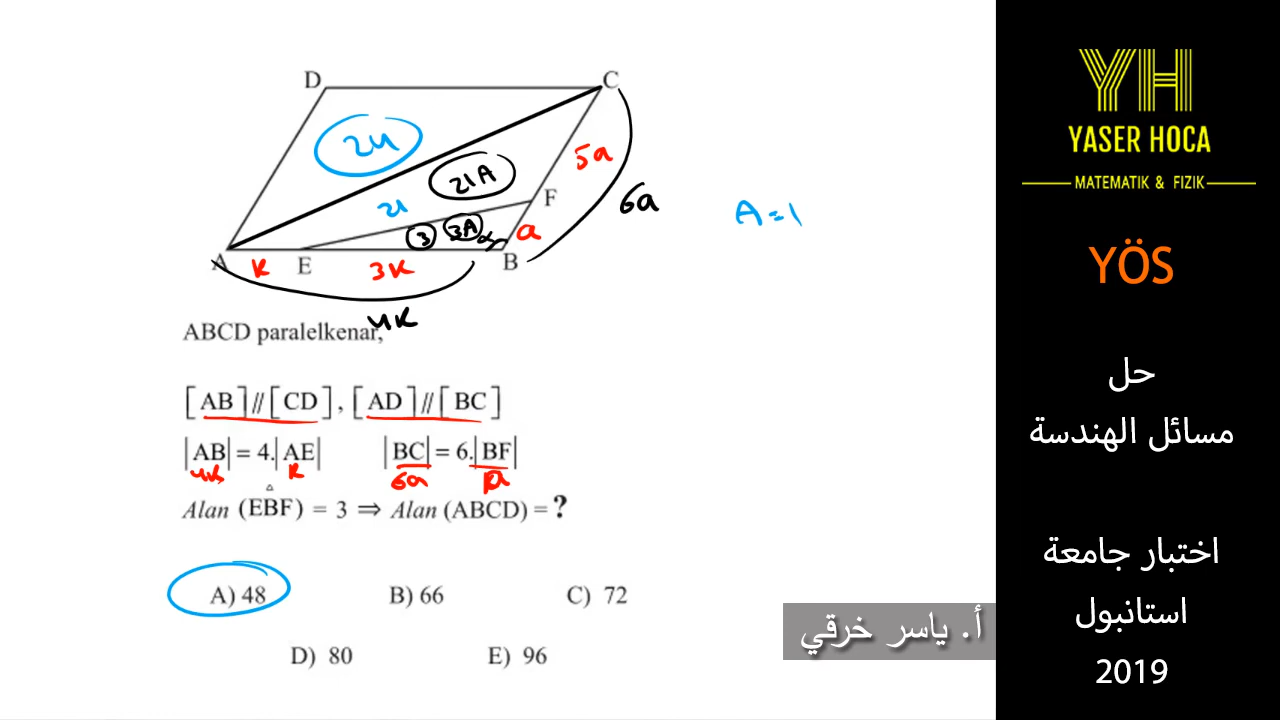 D
C
24
21A
5a
21
F
6a
3
3A
a
A
E
B
K
3K
4K
A=1
ABCD paralelkenar,
[AB]//[CD], [AD]//[BC]
|AB| = 4.|AE| |BC| = 6.|BF|
4K K 6a
Alan (EBF) = 3 ⇒ Alan (ABCD) = ?
A) 48 B) 66 C) 72
D) 80 E) 96
YH
YASER HOCA
MATEMATIK & FIZIK
YÖS
حل
مسائل الهندسة
اختبار جامعة
استانبول
2019
أ. ياسر خرقي